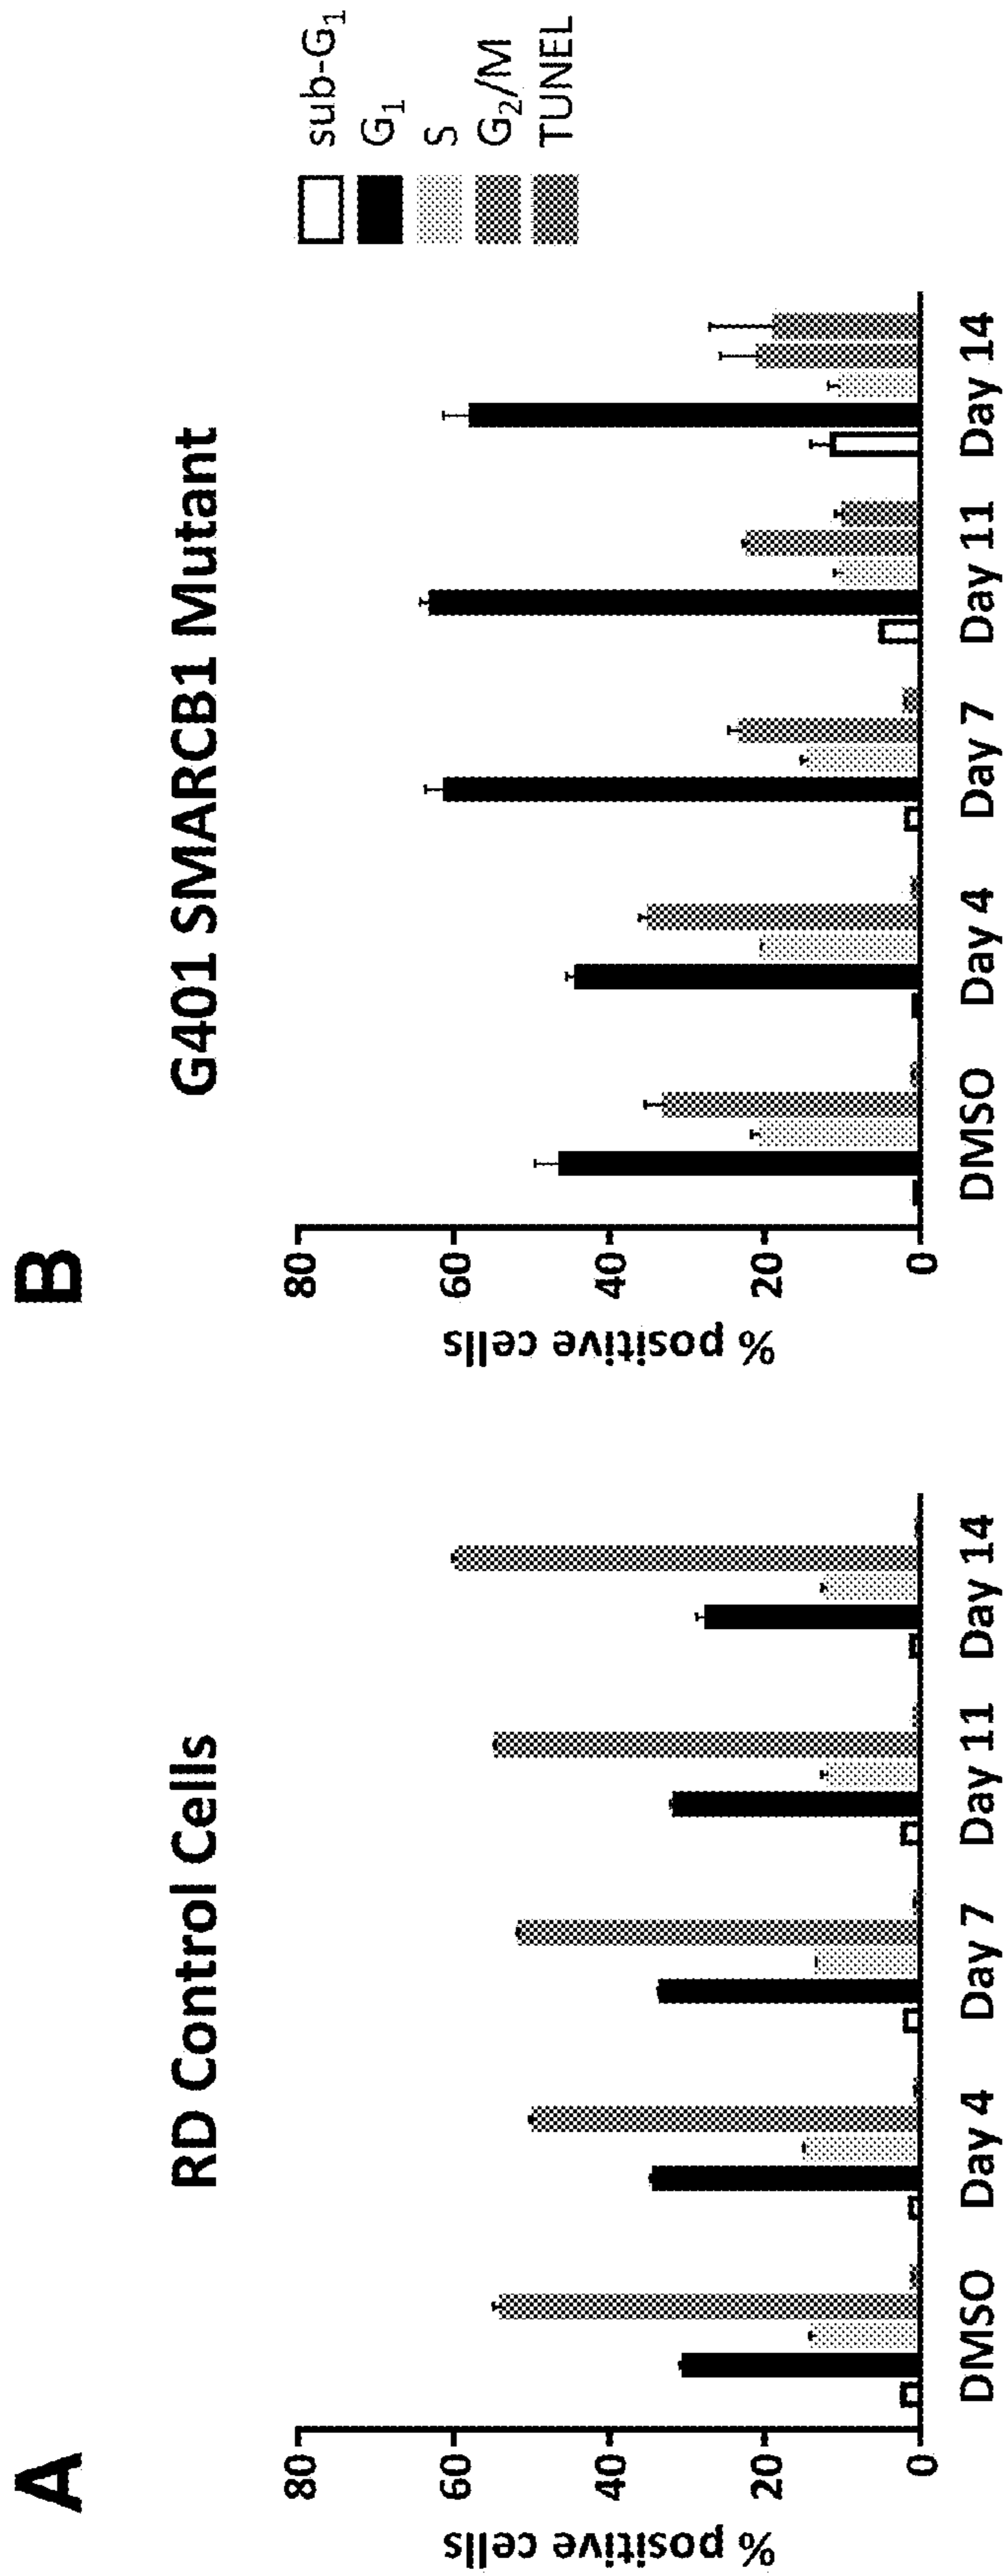 A
RD Control Cells
% positive cells
80
60
40
20
0
DMSO Day 4 Day 7 Day 11 Day 14
B
G401 SMARCB1 Mutant
% positive cells
80
60
40
20
0
DMSO Day 4 Day 7 Day 11 Day 14
sub-G₁
G₁
S
G₂/M
TUNEL